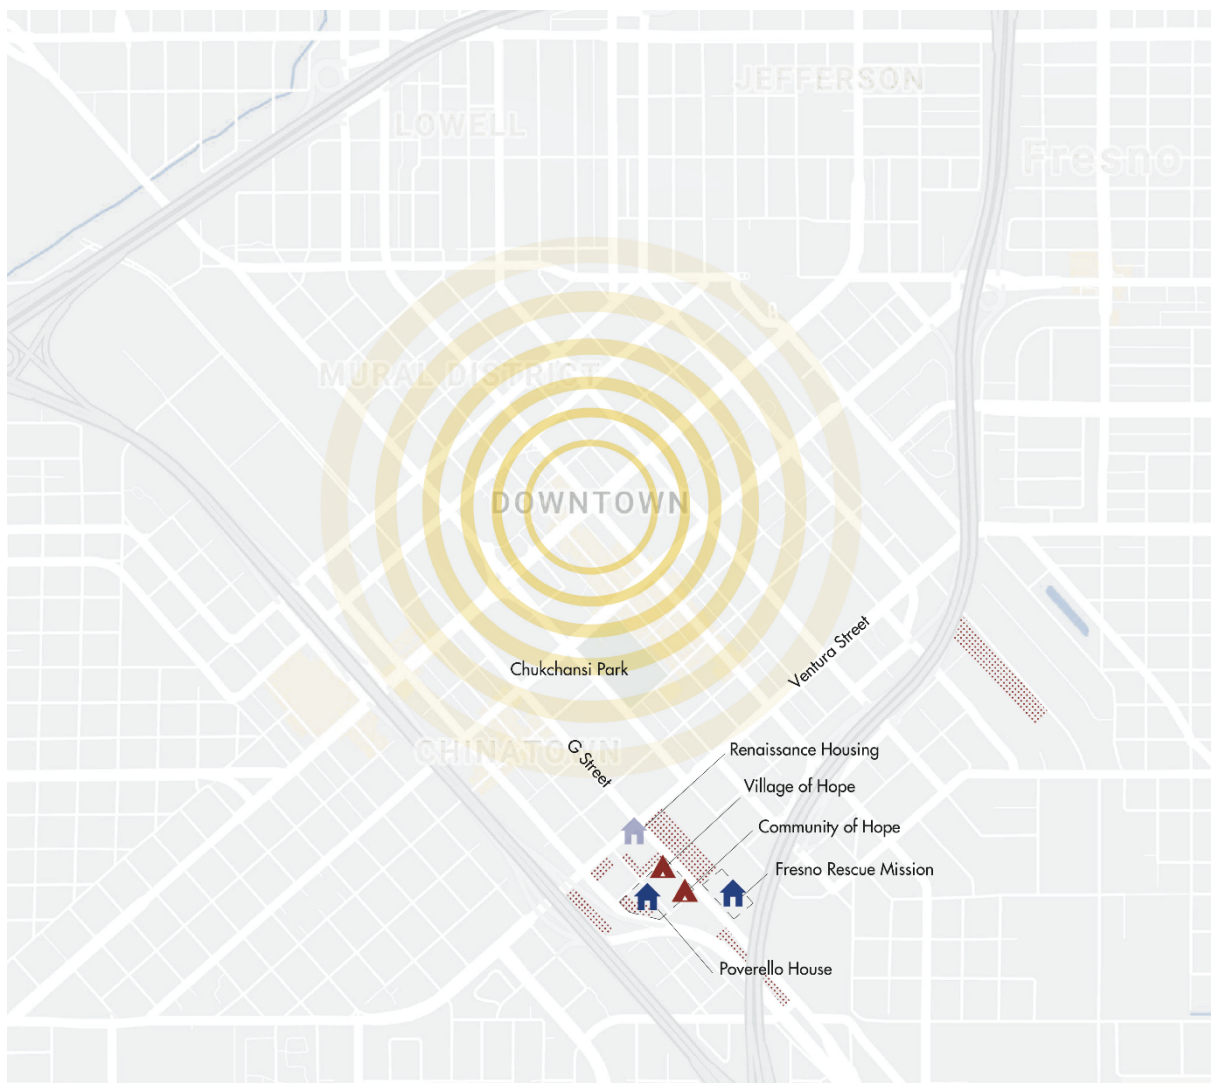 JEFFERSON
LOWELL
Fresno
MURAL DISTRICT
DOWNTOWN
Ventura Street
Chukchansi Park
CHINATOWN
G Street
Renaissance Housing
Village of Hope
Community of Hope
Fresno Rescue Mission
Poverello House